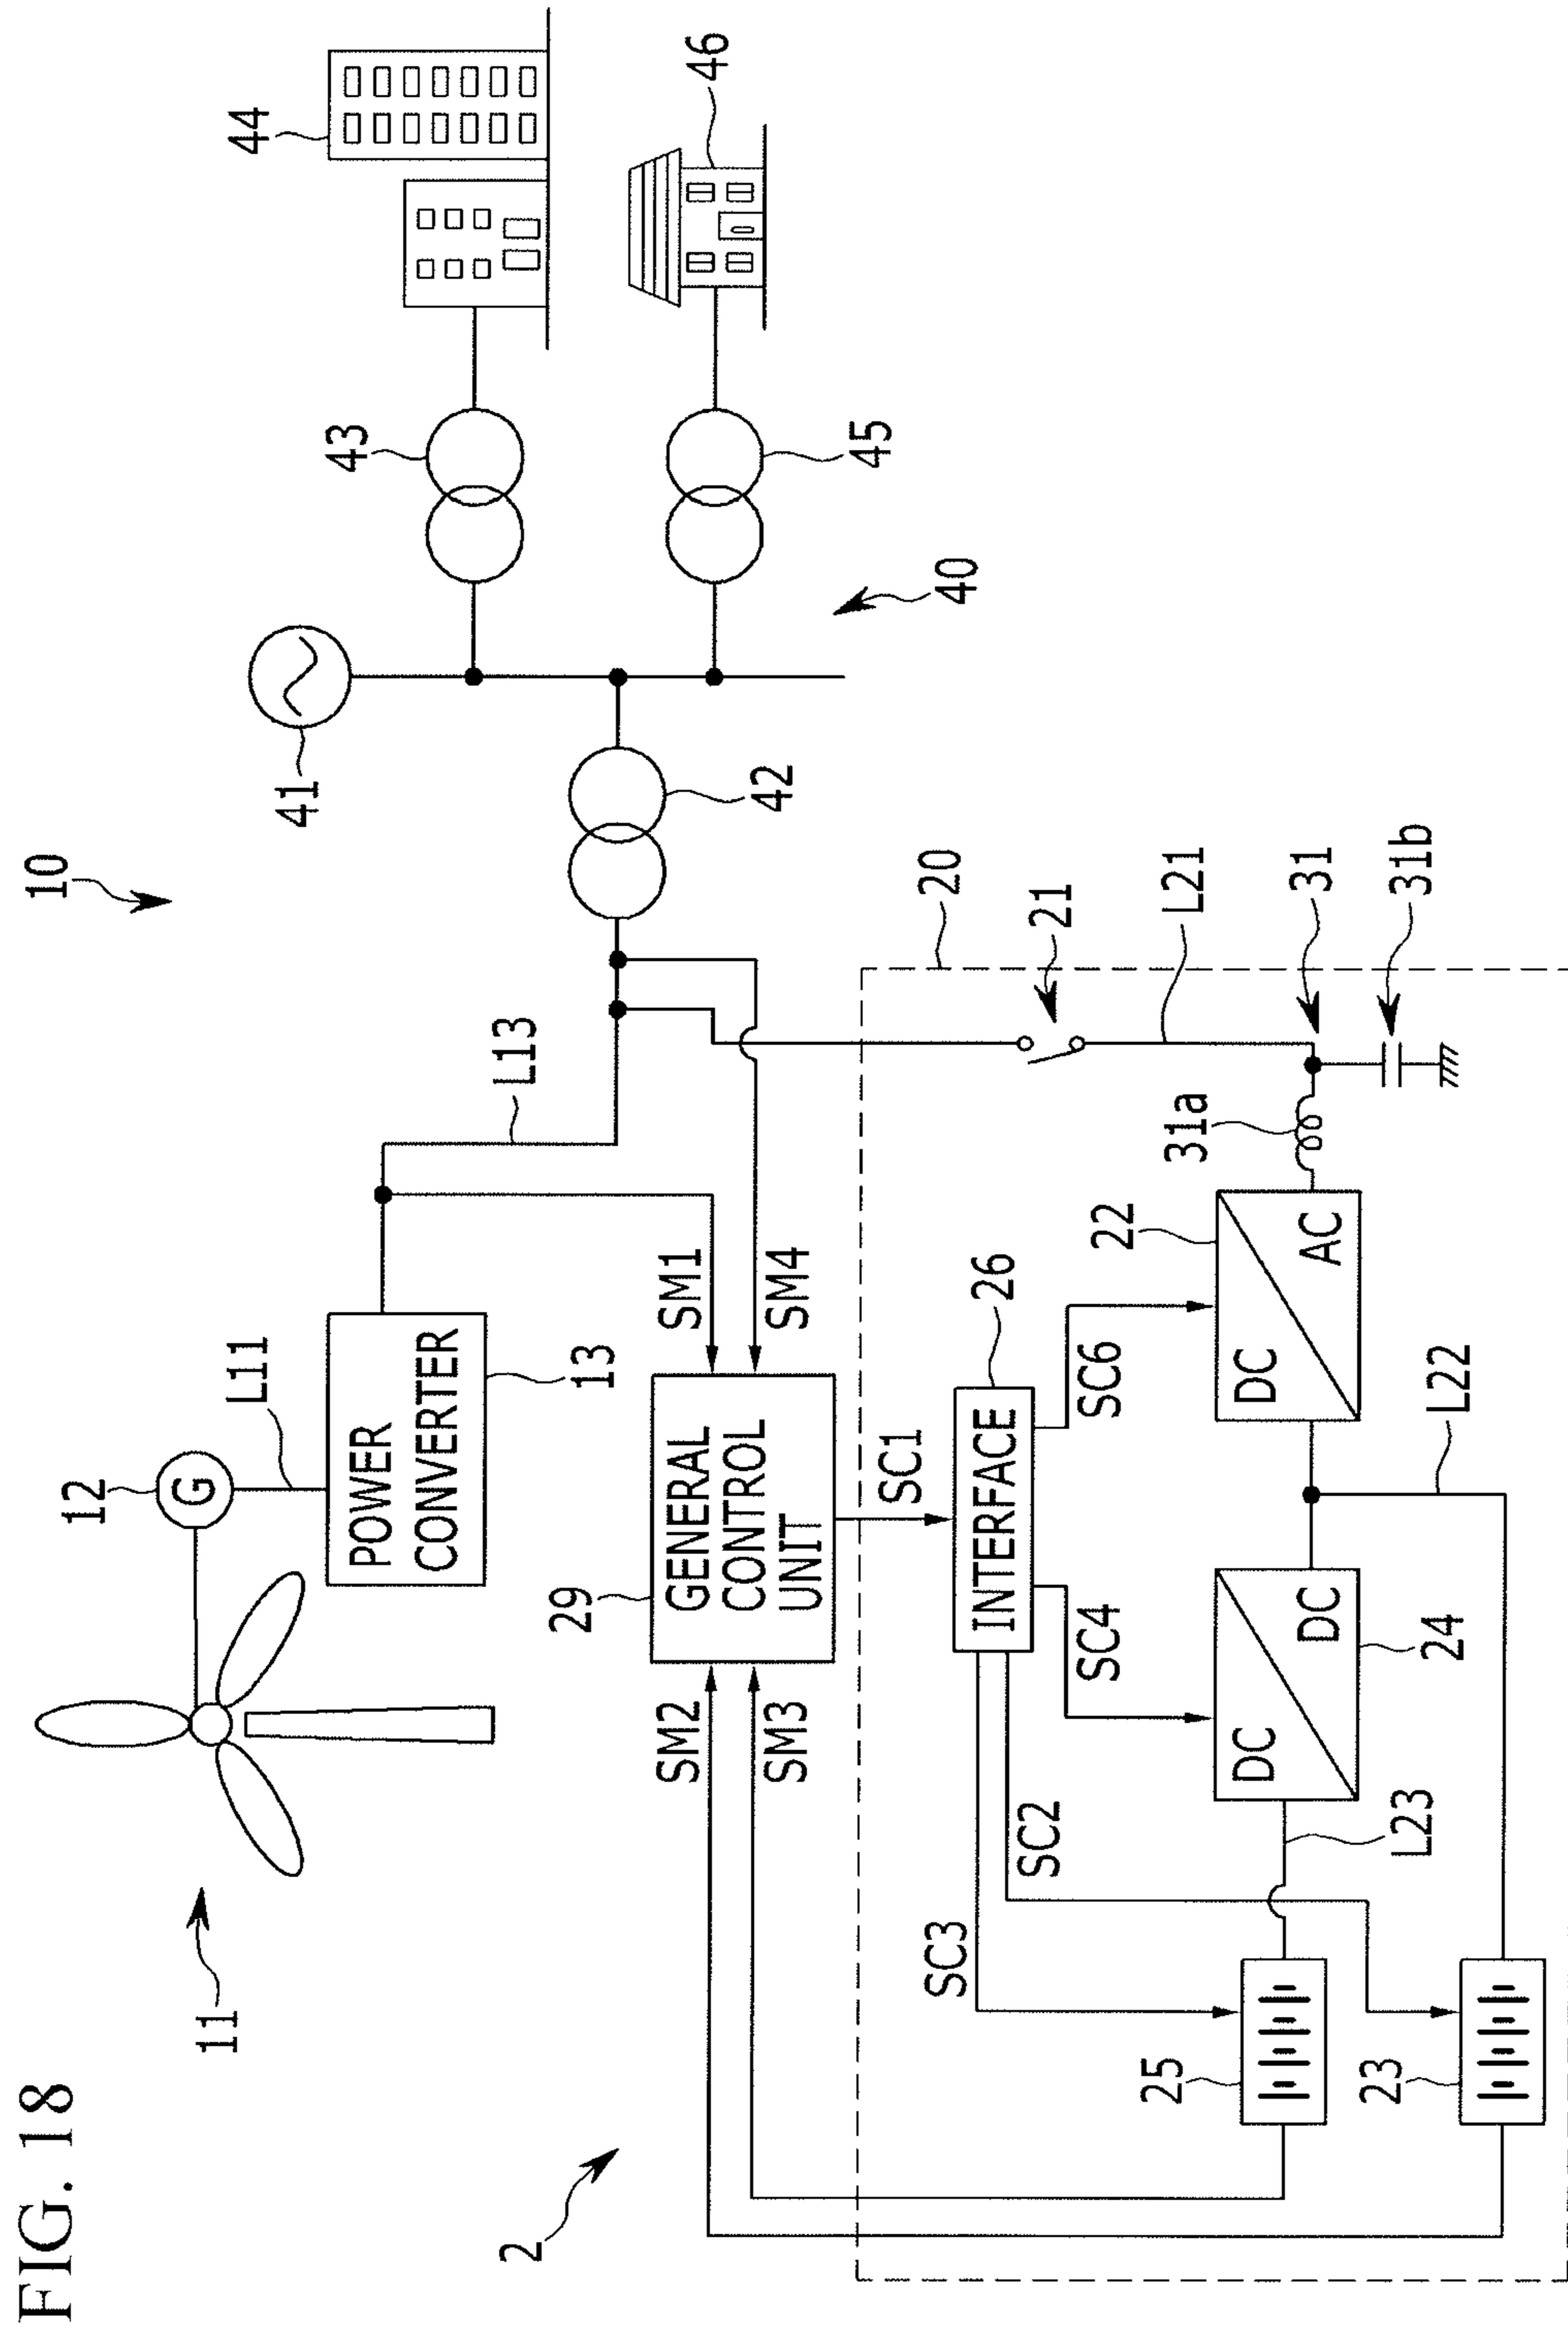 FIG. 18
10
2
11
12
G
L11
POWER
CONVERTER
13
L13
41
44
43
46
45
42
40
29
GENERAL
CONTROL
UNIT
SM1
SM4
SM2
SM3
SC1
20
INTERFACE
26
SC3
SC2
SC4
SC6
21
L21
31
31b
31a
22
DC
AC
DC
DC
24
L22
L23
25
23